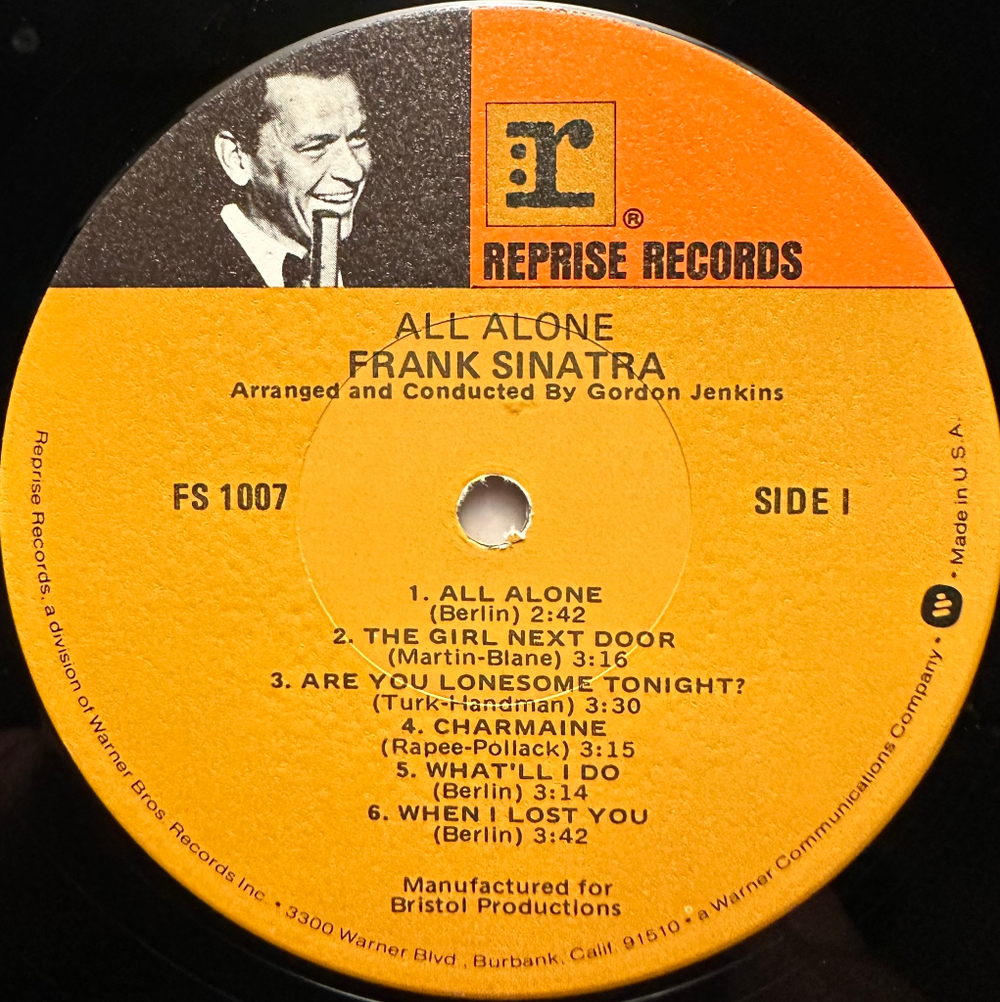 :r
®
REPRISE RECORDS
ALL ALONE
FRANK SINATRA
Arranged and Conducted By Gordon Jenkins
FS 1007
SIDE I
1. ALL ALONE
(Berlin) 2:42
2. THE GIRL NEXT DOOR
(Martin-Blane) 3:16
3. ARE YOU LONESOME TONIGHT?
(Turk-Handman) 3:30
4. CHARMAINE
(Rapee-Pollack) 3:15
5. WHAT'LL I DO
(Berlin) 3:14
6. WHEN I LOST YOU
(Berlin) 3:42
Manufactured for
Bristol Productions
Reprise Records, a division of Warner Bros. Records Inc. • 3300 Warner Blvd., Burbank, Calif. 91510 • a Warner Communications Company • W • Made in U.S.A.